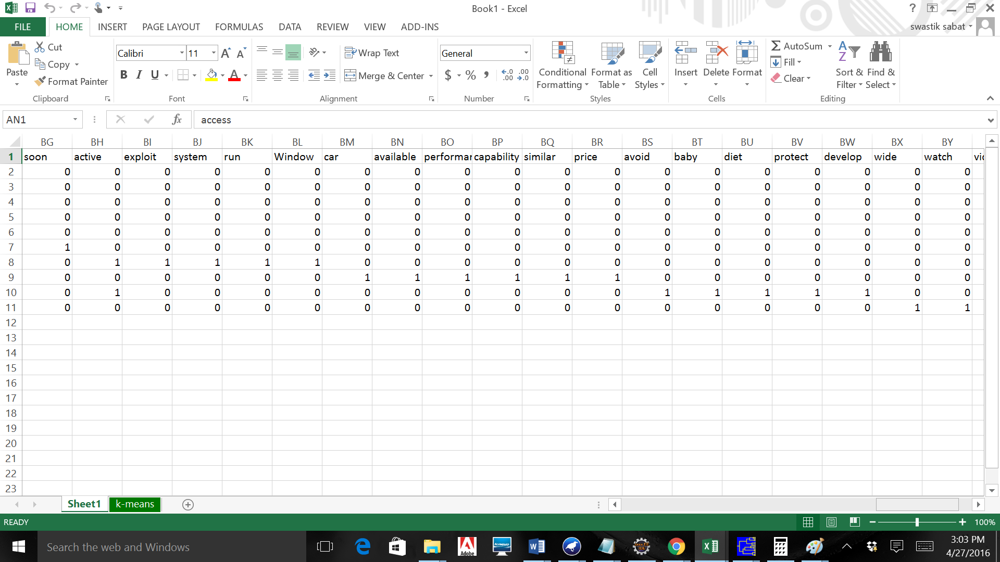 Book1 - Excel
?
FILE HOME INSERT PAGE LAYOUT FORMULAS DATA REVIEW VIEW ADD-INS swastik sabat
Paste Cut Copy Format Painter Clipboard
Calibri 11 A A B I U A Font
Wrap Text Merge & Center Alignment
General $ % , .0 .00 .00 .0 Number
Conditional Formatting Format as Table Cell Styles Styles
Insert Delete Format Cells
AutoSum Fill Clear Sort & Filter Find & Select Editing
AN1 fx access
BG BH BI BJ BK BL BM BN BO BP BQ BR BS BT BU BV BW BX BY
1 soon active exploit system run Window car available performar capability similar price avoid baby diet protect develop wide watch vic
2 0 0 0 0 0 0 0 0 0 0 0 0 0 0 0 0 0 0 0
3 0 0 0 0 0 0 0 0 0 0 0 0 0 0 0 0 0 0 0
4 0 0 0 0 0 0 0 0 0 0 0 0 0 0 0 0 0 0 0
5 0 0 0 0 0 0 0 0 0 0 0 0 0 0 0 0 0 0 0
6 0 0 0 0 0 0 0 0 0 0 0 0 0 0 0 0 0 0 0
7 1 0 0 0 0 0 0 0 0 0 0 0 0 0 0 0 0 0 0
8 0 1 1 1 1 1 0 0 0 0 0 0 0 0 0 0 0 0 0
9 0 0 0 0 0 0 1 1 1 1 1 1 0 0 0 0 0 0 0
10 0 1 0 0 0 0 0 0 0 0 0 0 1 1 1 1 1 0 0
11 0 0 0 0 0 0 0 0 0 0 0 0 0 0 0 0 0 1 1
12
13
14
15
16
17
18
19
20
21
22
23
Sheet1 k-means
READY 100%
Search the web and Windows
Adobe lenovo Java EE IDE
3:03 PM
4/27/2016